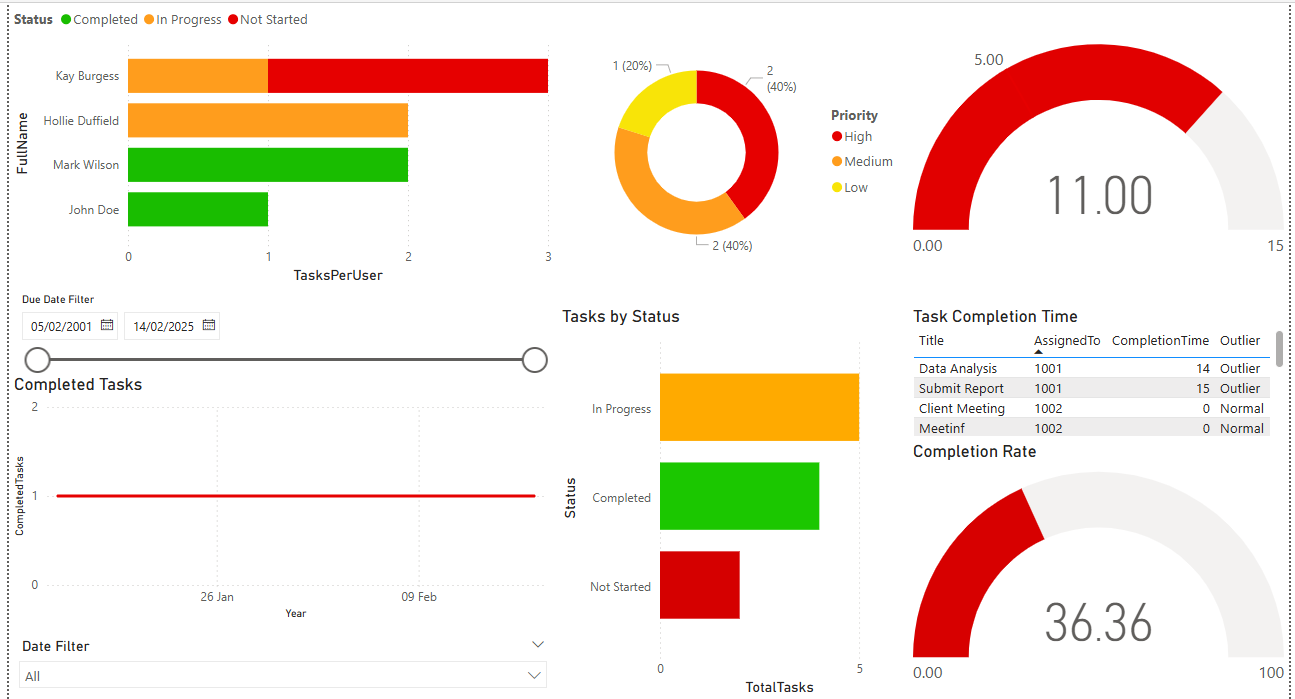 Status Completed In Progress Not Started
FullName
Kay Burgess
Hollie Duffield
Mark Wilson
John Doe
0 1 2 3
TasksPerUser
1 (20%)
2
(40%)
2 (40%)
Priority
High
Medium
Low
5.00
11.00
0.00 15
Due Date Filter
05/02/2001 14/02/2025
Completed Tasks
CompletedTasks
2
1
0
26 Jan 09 Feb
Year
Date Filter
All
Tasks by Status
Status
In Progress
Completed
Not Started
0 5
TotalTasks
Task Completion Time
Title AssignedTo CompletionTime Outlier
Data Analysis 1001 14 Outlier
Submit Report 1001 15 Outlier
Client Meeting 1002 0 Normal
Meetinf 1002 0 Normal
Completion Rate
36.36
0.00 100